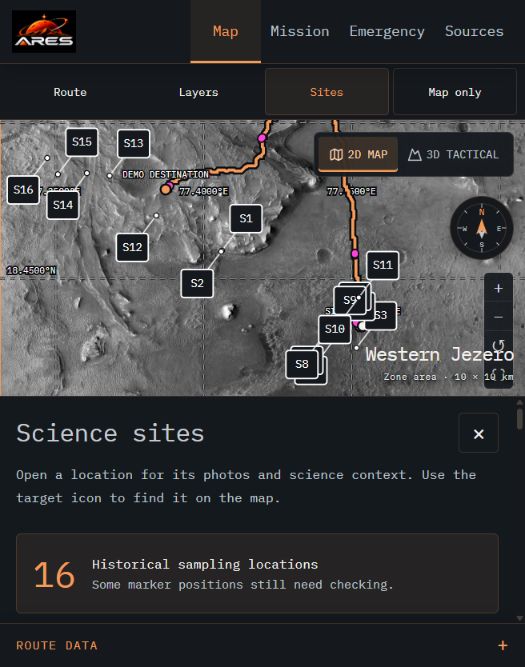 ARES
Map Mission Emergency Sources
Route Layers Sites Map only
2D MAP 3D TACTICAL
S15 S13
DEMO DESTINATION
S16
77.4000°E
S14
N
W E
S
S12
S1
S2
18.4500°N
S11
S9
S3
S10
S8
+
−
Western Jezero
Zone area · 10 × 10 km
Science sites
Open a location for its photos and science context. Use the
target icon to find it on the map.
16
Historical sampling locations
Some marker positions still need checking.
ROUTE DATA +